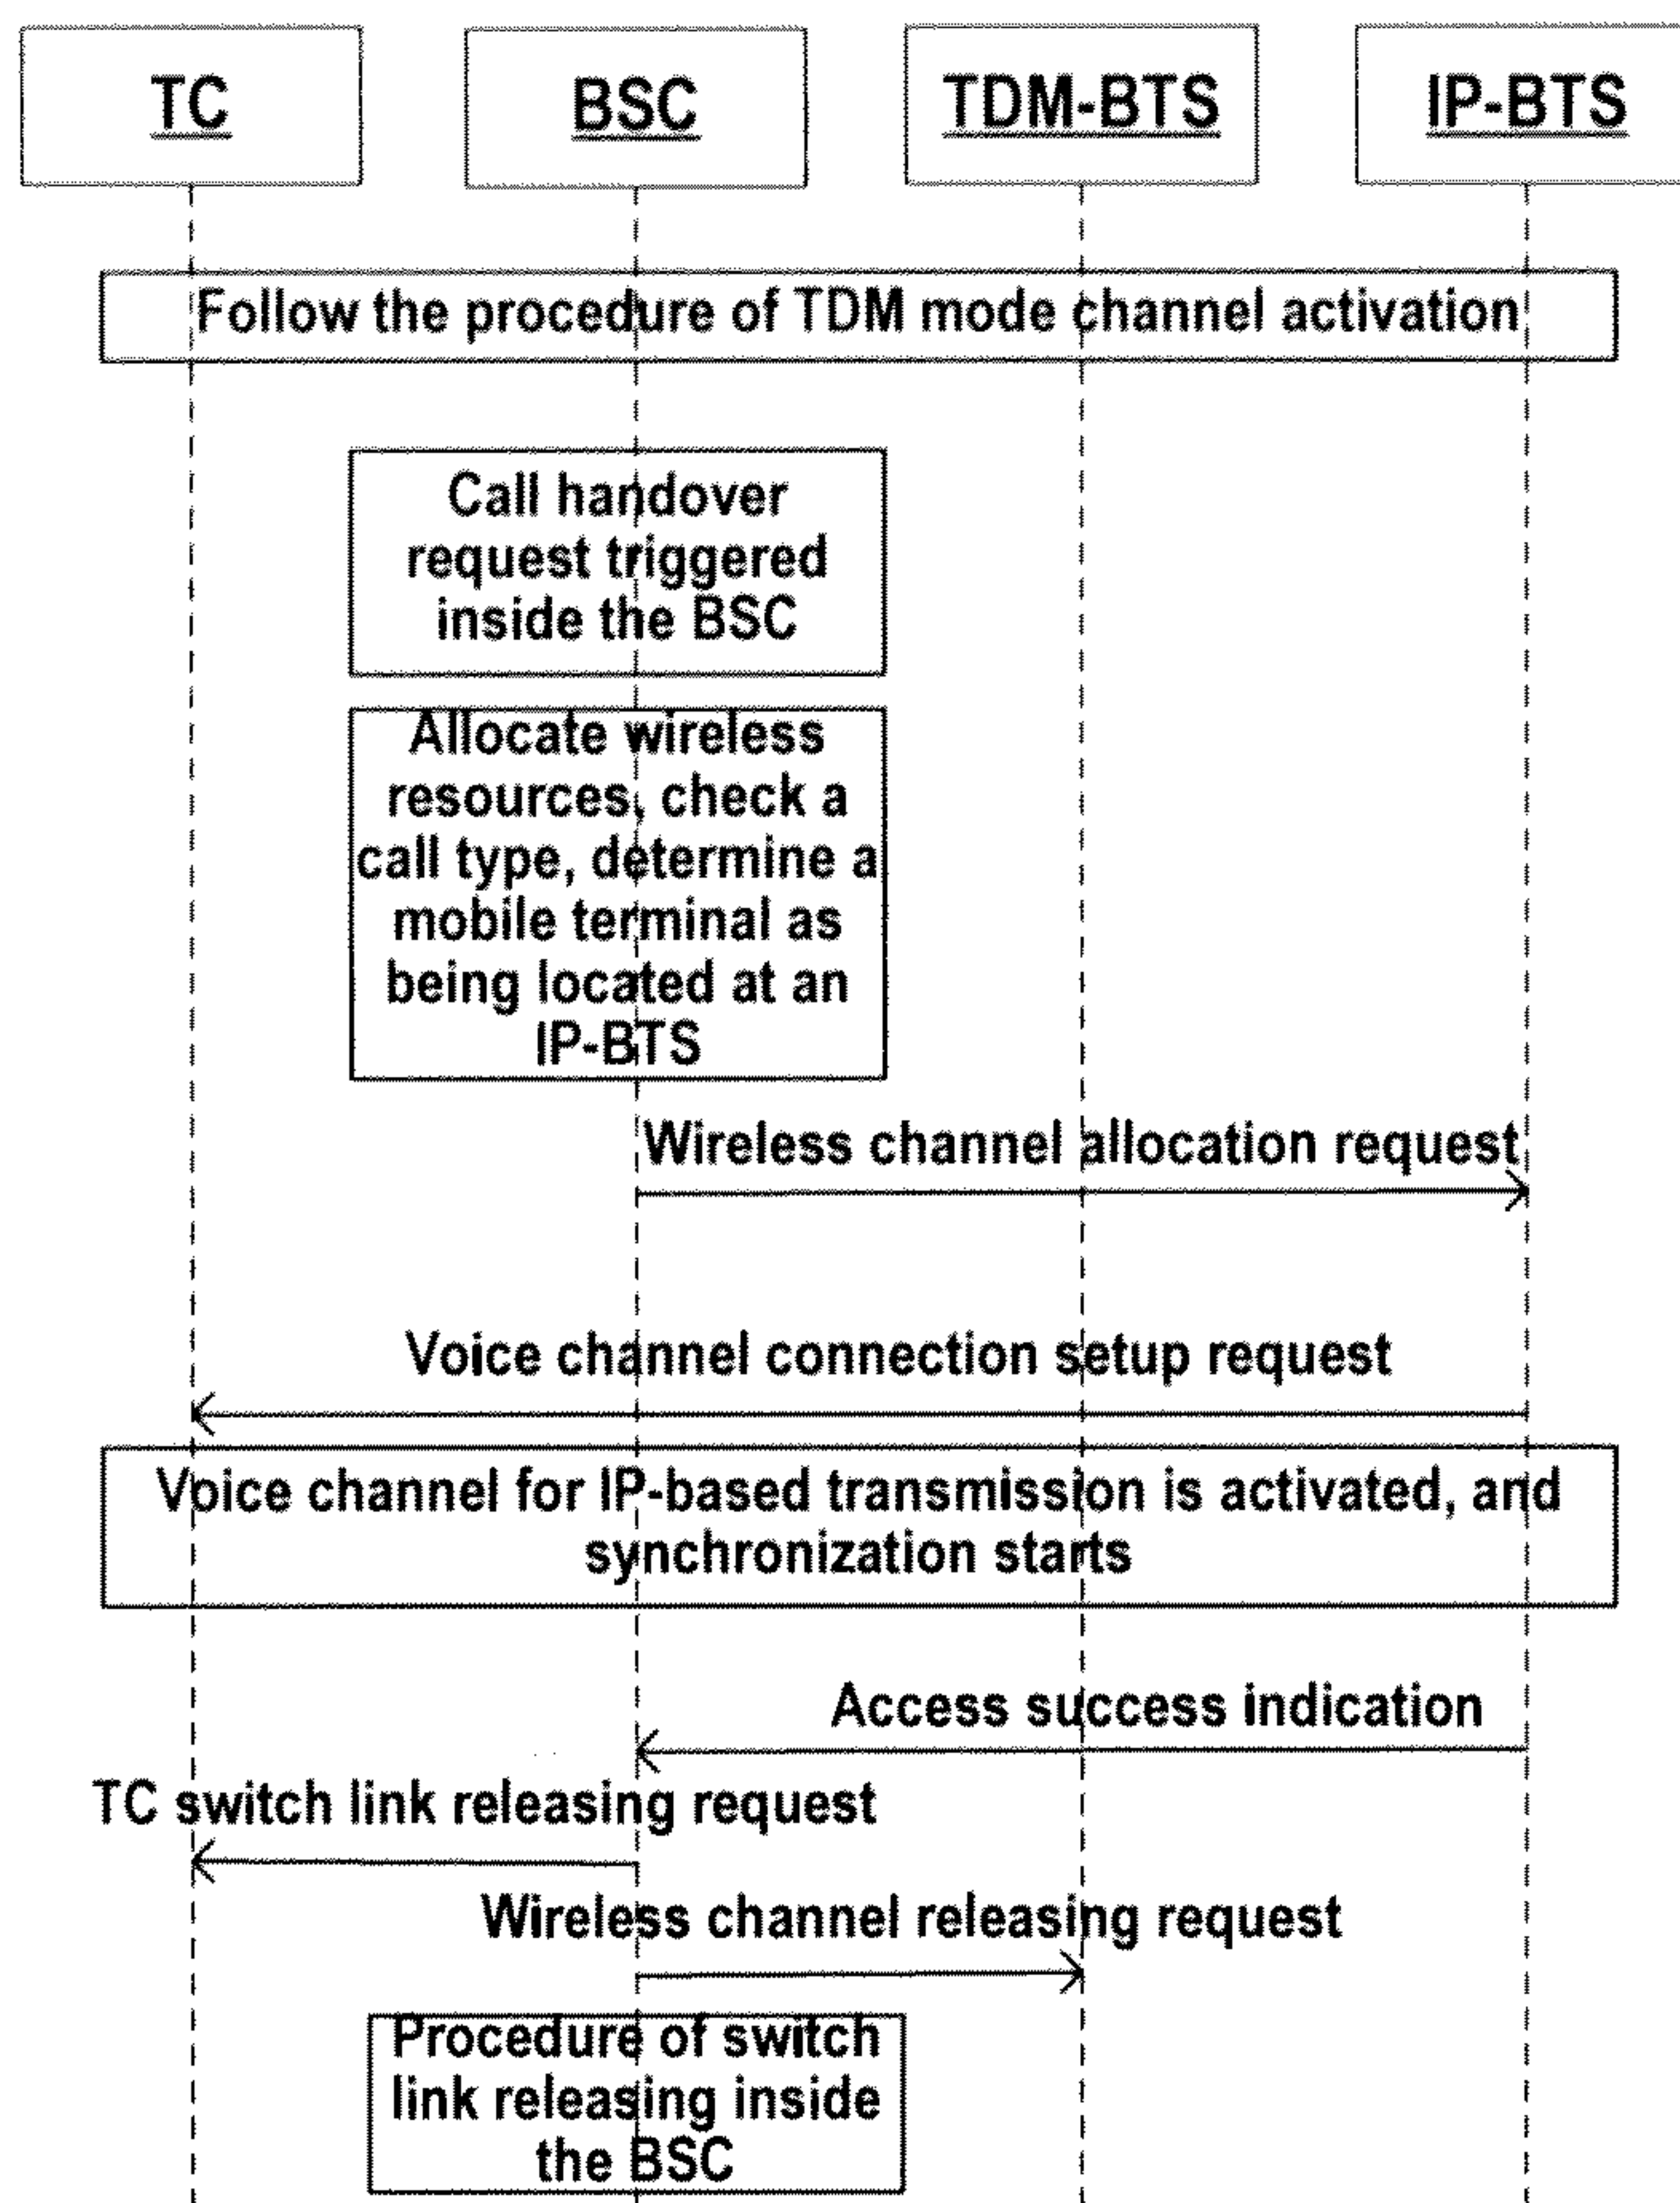 TC
BSC
TDM-BTS
IP-BTS
Follow the procedure of TDM mode channel activation
Call handover
request triggered
inside the BSC
Allocate wireless
resources, check a
call type, determine a
mobile terminal as
being located at an
IP-BTS
Wireless channel allocation request
Voice channel connection setup request
Voice channel for IP-based transmission is activated, and
synchronization starts
Access success indication
TC switch link releasing request
Wireless channel releasing request
Procedure of switch
link releasing inside
the BSC